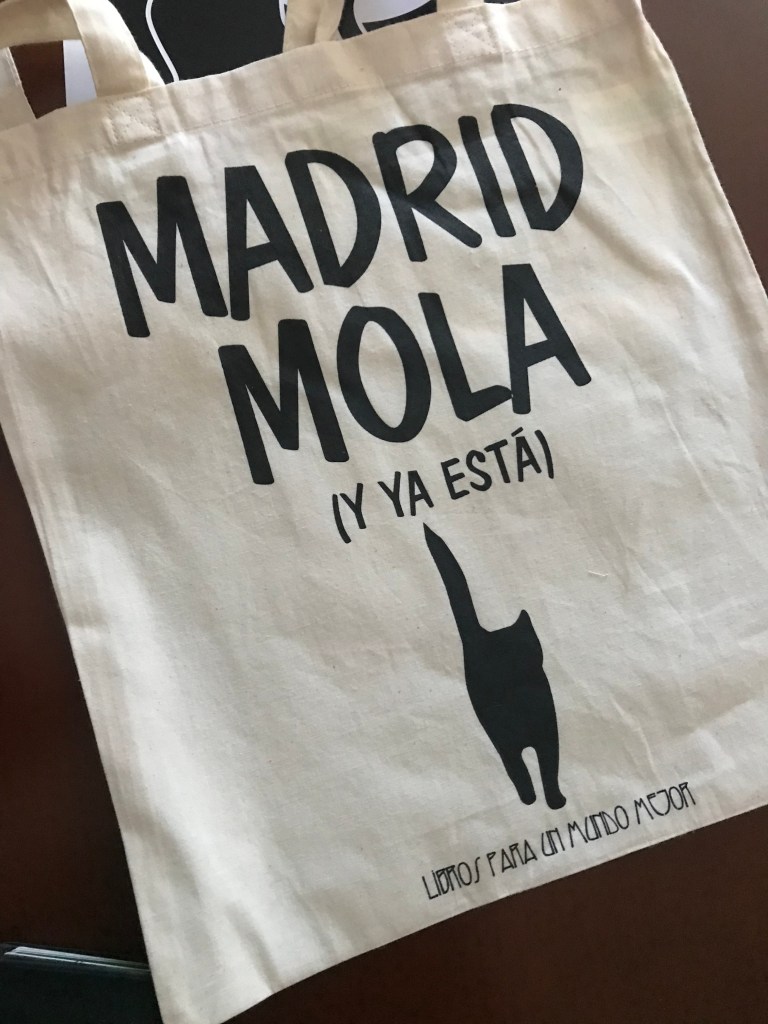 MADRID
MOLA
(Y YA ESTÁ)
LIBROS PARA UN MUNDO MEJOR